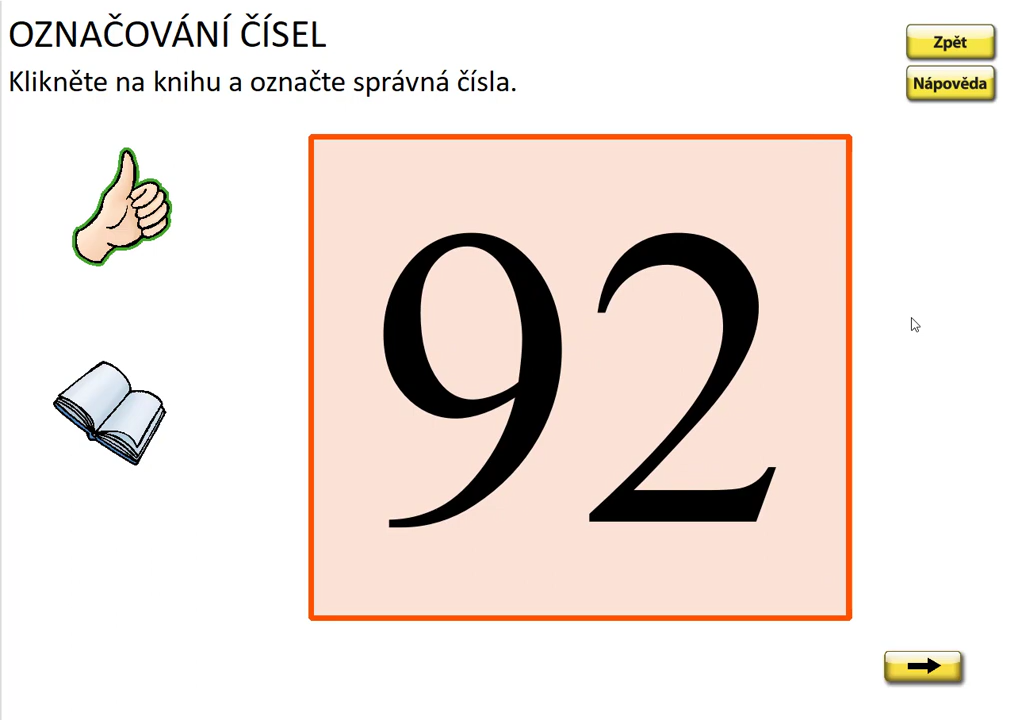 OZNAČOVÁNÍ ČÍSEL
Klikněte na knihu a označte správná čísla.
Zpět
Nápověda
92